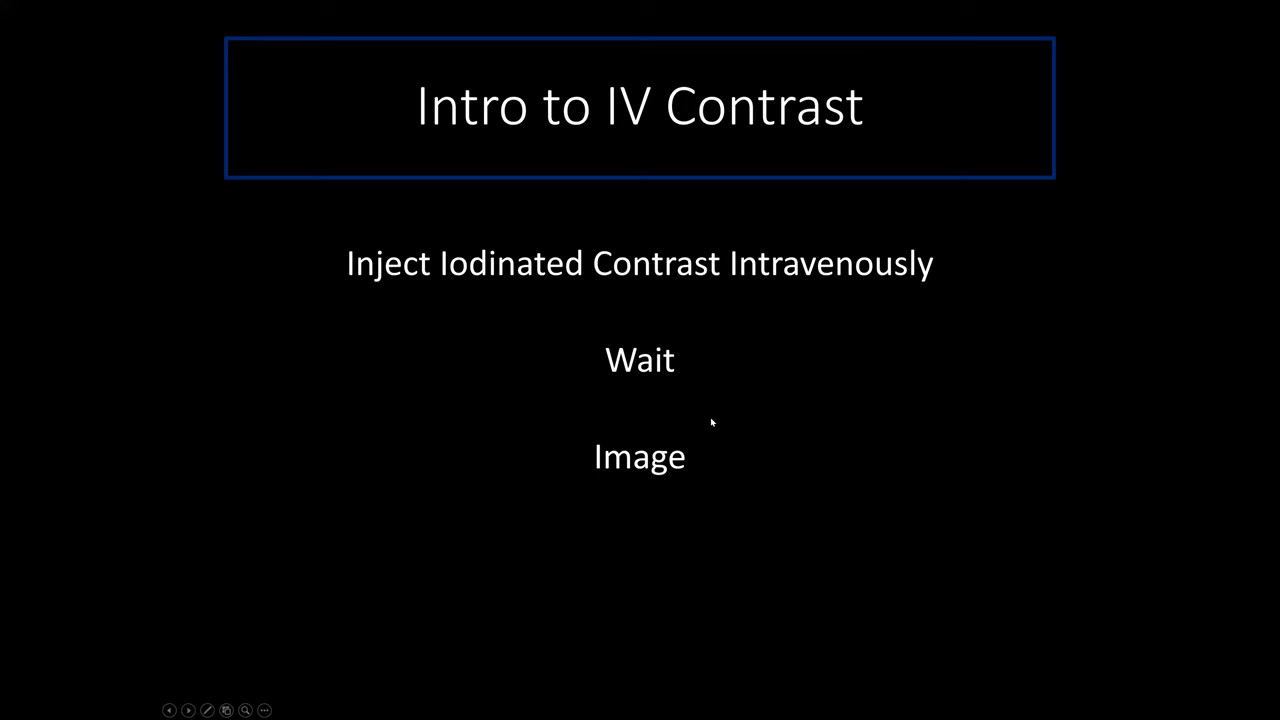 Intro to IV Contrast
Inject Iodinated Contrast Intravenously
Wait
Image